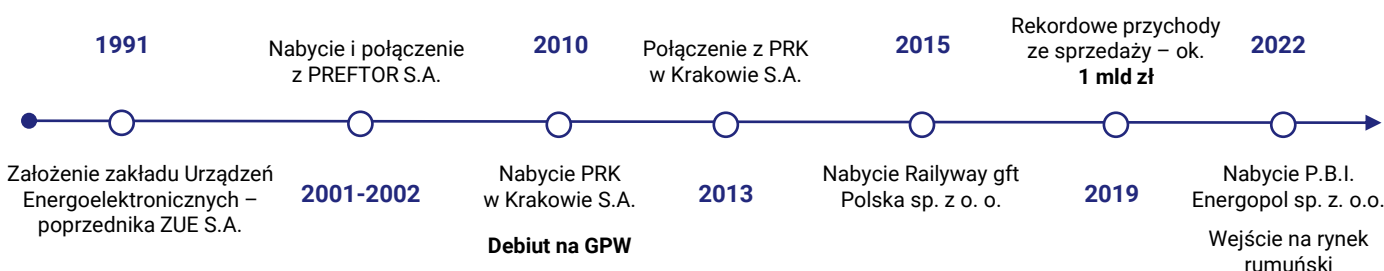 1991
Założenie zakładu Urządzeń
Energoelektronicznych –
poprzednika ZUE S.A.
Nabycie i połączenie
z PREFTOR S.A.
2001-2002
2010
Nabycie PRK
w Krakowie S.A.
Debiut na GPW
Połączenie z PRK
w Krakowie S.A.
2013
2015
Nabycie Railyway gft
Polska sp. z o. o.
Rekordowe przychody
ze sprzedaży – ok.
1 mld zł
2019
2022
Nabycie P.B.I.
Energopol sp. z. o.o.
Wejście na rynek
rumuński